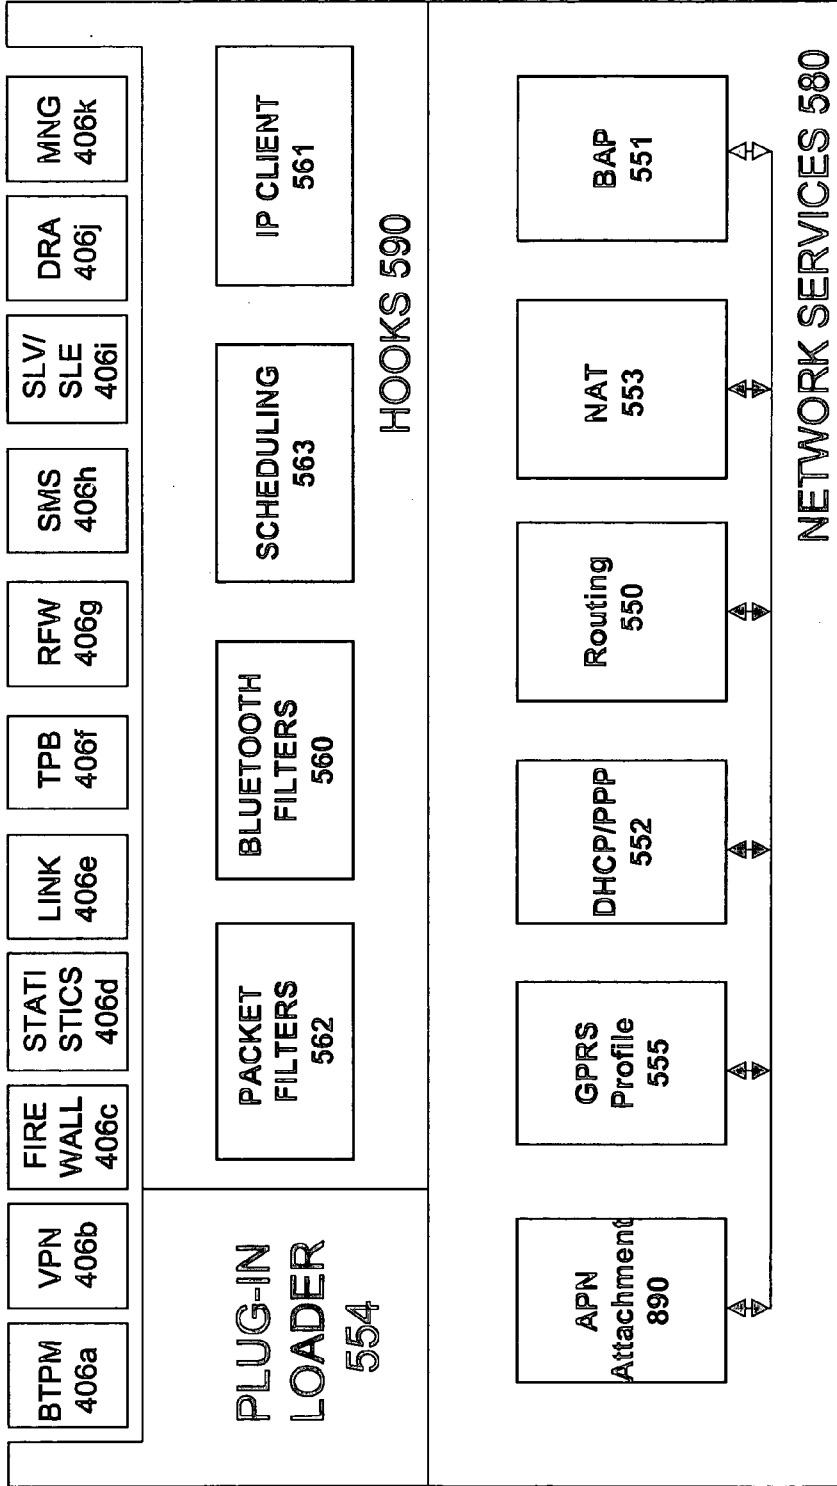 BTPM
406a
VPN
406b
FIRE
WALL
406c
STATI
STICS
406d
LINK
406e
TPB
406f
RFW
406g
SMS
406h
SLV/
SLE
406i
DRA
406j
MNG
406k
PLUG-IN
LOADER
554
PACKET
FILTERS
562
BLUETOOTH
FILTERS
560
SCHEDULING
563
IP CLIENT
561
HOOKS 590
APN
Attachment
890
GPRS
Profile
555
DHCP/PPP
552
Routing
550
NAT
553
BAP
551
NETWORK SERVICES 580